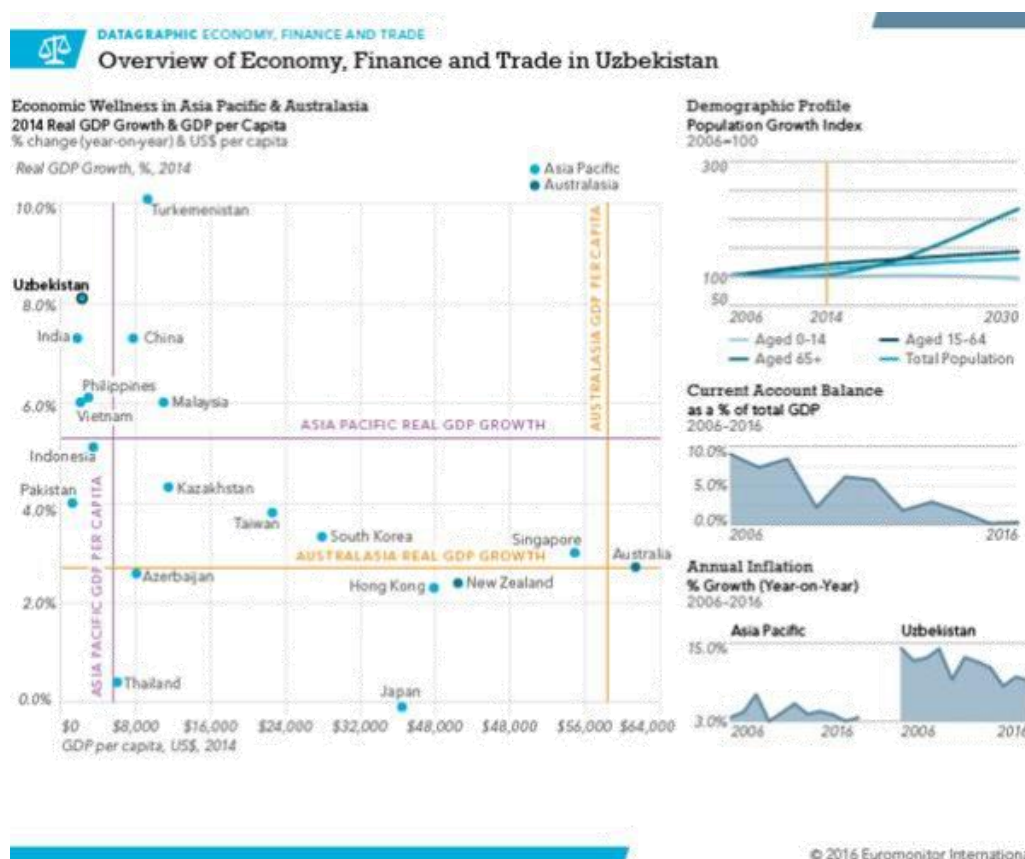 DATAGRAPHIC ECONOMY, FINANCE AND TRADE
Overview of Economy, Finance and Trade in Uzbekistan
Economic Wellness in Asia Pacific & Australasia
2014 Real GDP Growth & GDP per Capita
% change (year-on-year) & US$ per capita
Real GDP Growth, %, 2014
Asia Pacific
Australasia
10.0%
Turkemenistan
Uzbekistan
8.0%
India
China
Philippines
6.0%
Malaysia
Vietnam
ASIA PACIFIC REAL GDP GROWTH
Indonesia
Pakistan
Kazakhstan
4.0%
Taiwan
South Korea
Singapore
AUSTRALASIA REAL GDP GROWTH
Australia
Azerbaijan
Hong Kong
New Zealand
2.0%
Thailand
Japan
0.0%
ASIA PACIFIC GDP PER CAPITA
AUSTRALASIA GDP PER CAPITA
$0 $8,000 $16,000 $24,000 $32,000 $48,000 $48,000 $56,000 $64,000
GDP per capita, US$, 2014
Demographic Profile
Population Growth Index
2006=100
300
100
50
2006 2014 2030
Aged 0-14 Aged 15-64
Aged 65+ Total Population
Current Account Balance
as a % of total GDP
2006-2016
10.0%
5.0%
0.0%
2006 2016
Annual Inflation
% Growth (Year-on-Year)
2006-2016
Asia Pacific Uzbekistan
15.0%
3.0%
2006 2016 2006 2016
© 2016 Euromonitor International